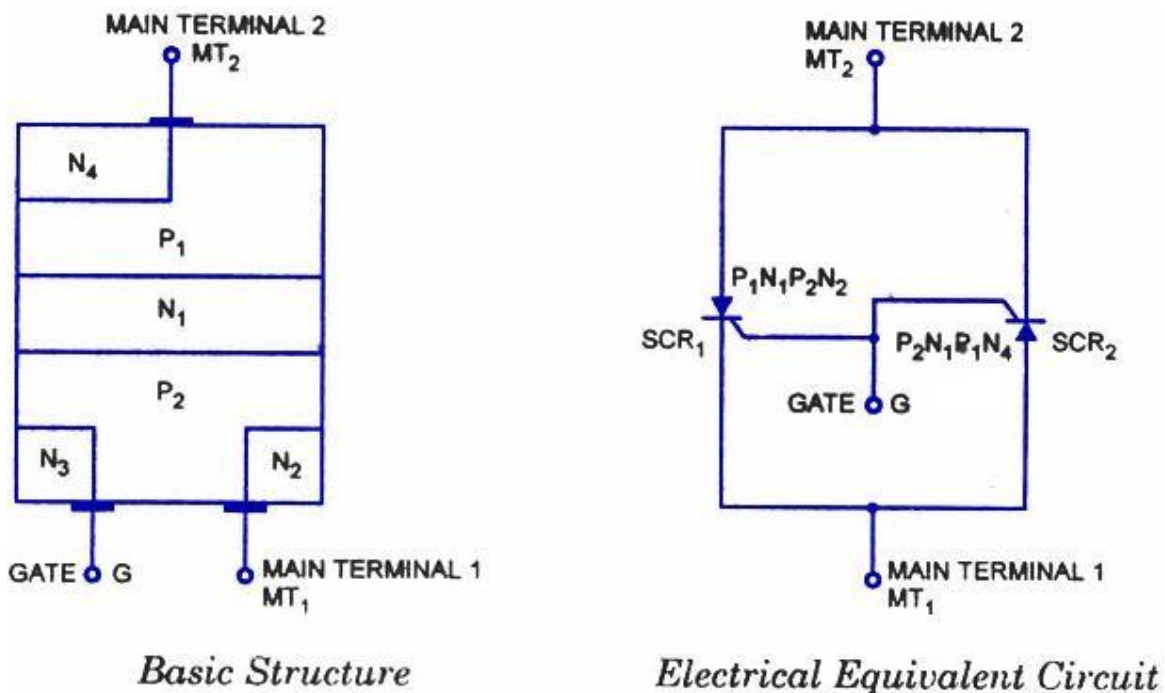 MAIN TERMINAL 2
MT₂
N₄
P₁
N₁
P₂
N₃
N₂
GATE G
MAIN TERMINAL 1
MT₁
Basic Structure
MAIN TERMINAL 2
MT₂
P₁N₁P₂N₂
SCR₁
P₂N₁P₁N₄
SCR₂
GATE G
MAIN TERMINAL 1
MT₁
Electrical Equivalent Circuit